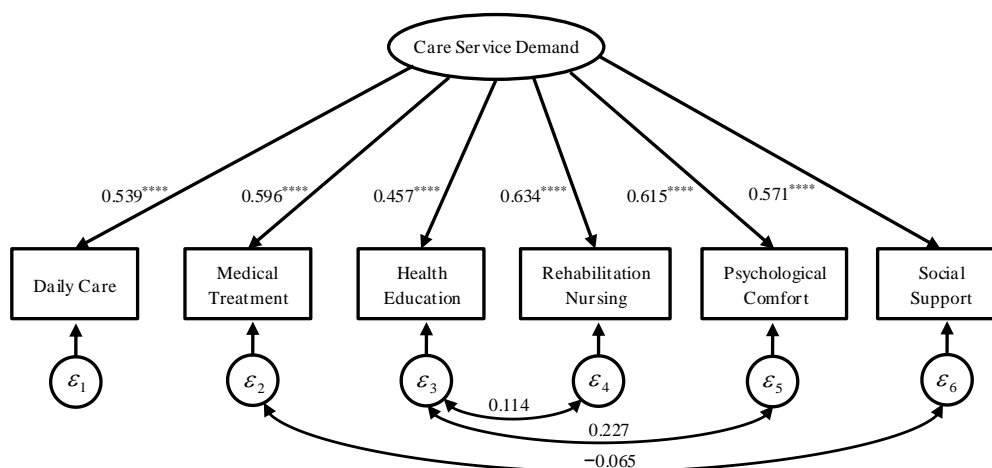 Care Service Demand
0.539****
0.596****
0.457****
0.634****
0.615****
0.571****
Daily Care
Medical
Treatment
Health
Education
Rehabilitation
Nursing
Psychological
Comfort
Social
Support
ε1
ε2
ε3
ε4
ε5
ε6
0.114
0.227
−0.065